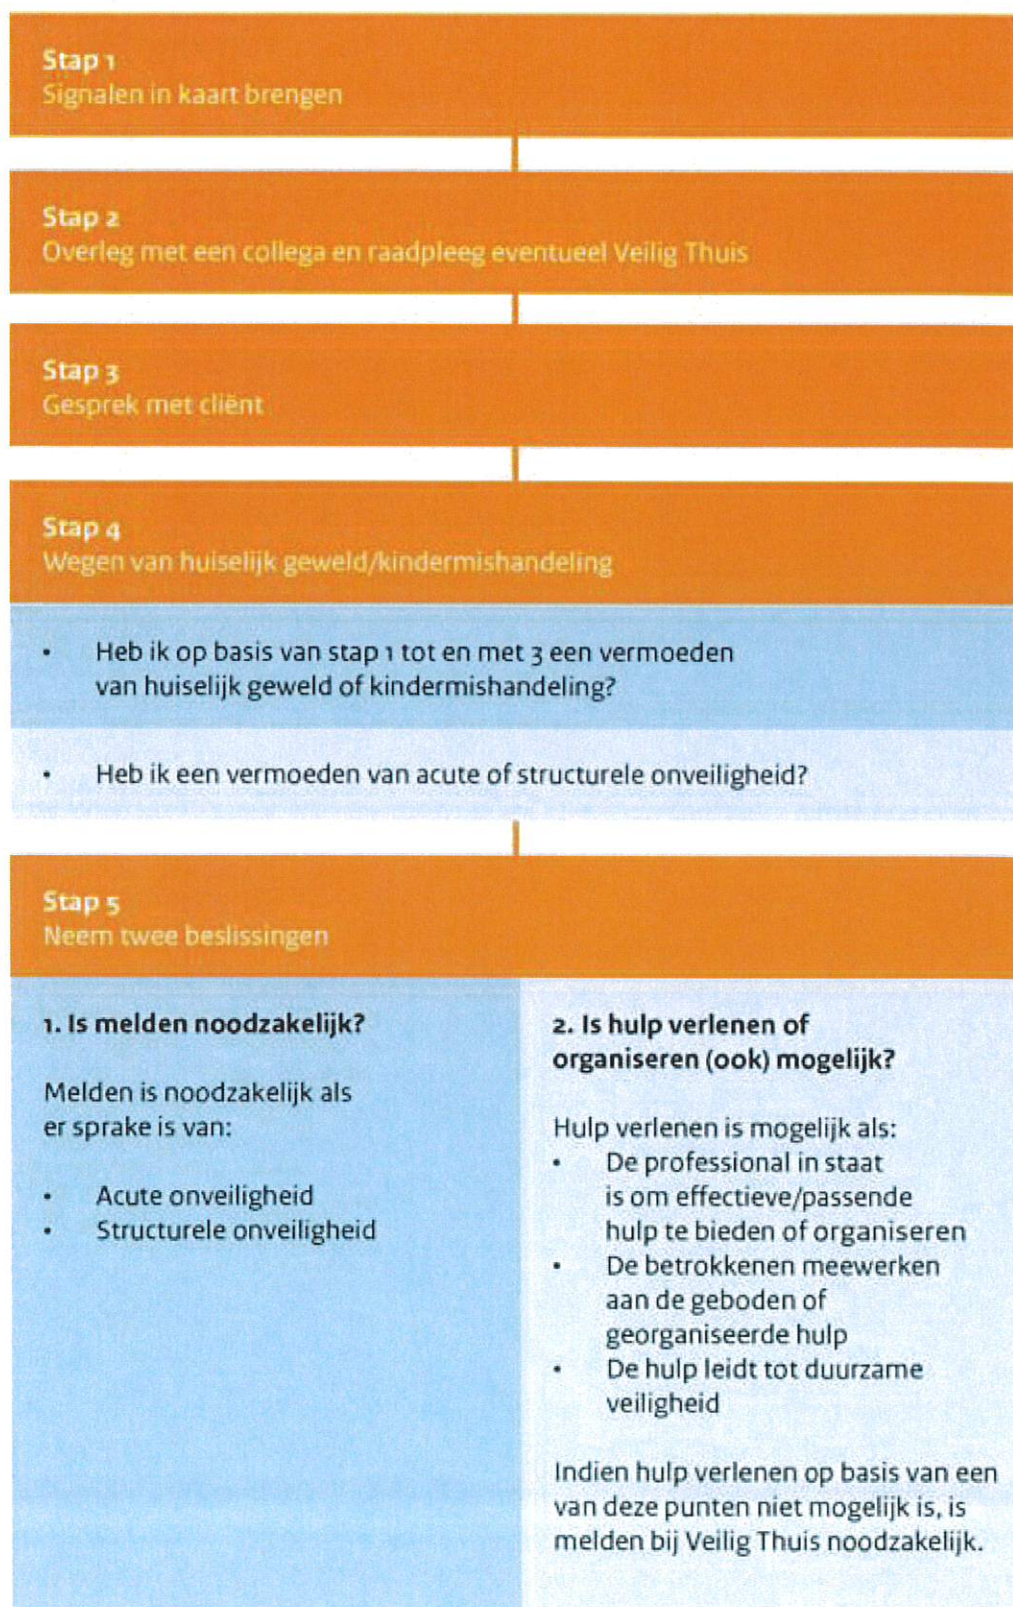 Stap 1
Signalen in kaart brengen
Stap 2
Overleg met een collega en raadpleeg eventueel Veilig Thuis
Stap 3
Gesprek met cliënt
Stap 4
Wegen van huiselijk geweld/kindermishandeling
• Heb ik op basis van stap 1 tot en met 3 een vermoeden
van huiselijk geweld of kindermishandeling?
• Heb ik een vermoeden van acute of structurele onveiligheid?
Stap 5
Neem twee beslissingen
1. Is melden noodzakelijk?
Melden is noodzakelijk als
er sprake is van:
• Acute onveiligheid
• Structurele onveiligheid
2. Is hulp verlenen of
organiseren (ook) mogelijk?
Hulp verlenen is mogelijk als:
• De professional in staat
is om effectieve/passende
hulp te bieden of organiseren
• De betrokkenen meewerken
aan de geboden of
georganiseerde hulp
• De hulp leidt tot duurzame
veiligheid
Indien hulp verlenen op basis van een
van deze punten niet mogelijk is, is
melden bij Veilig Thuis noodzakelijk.